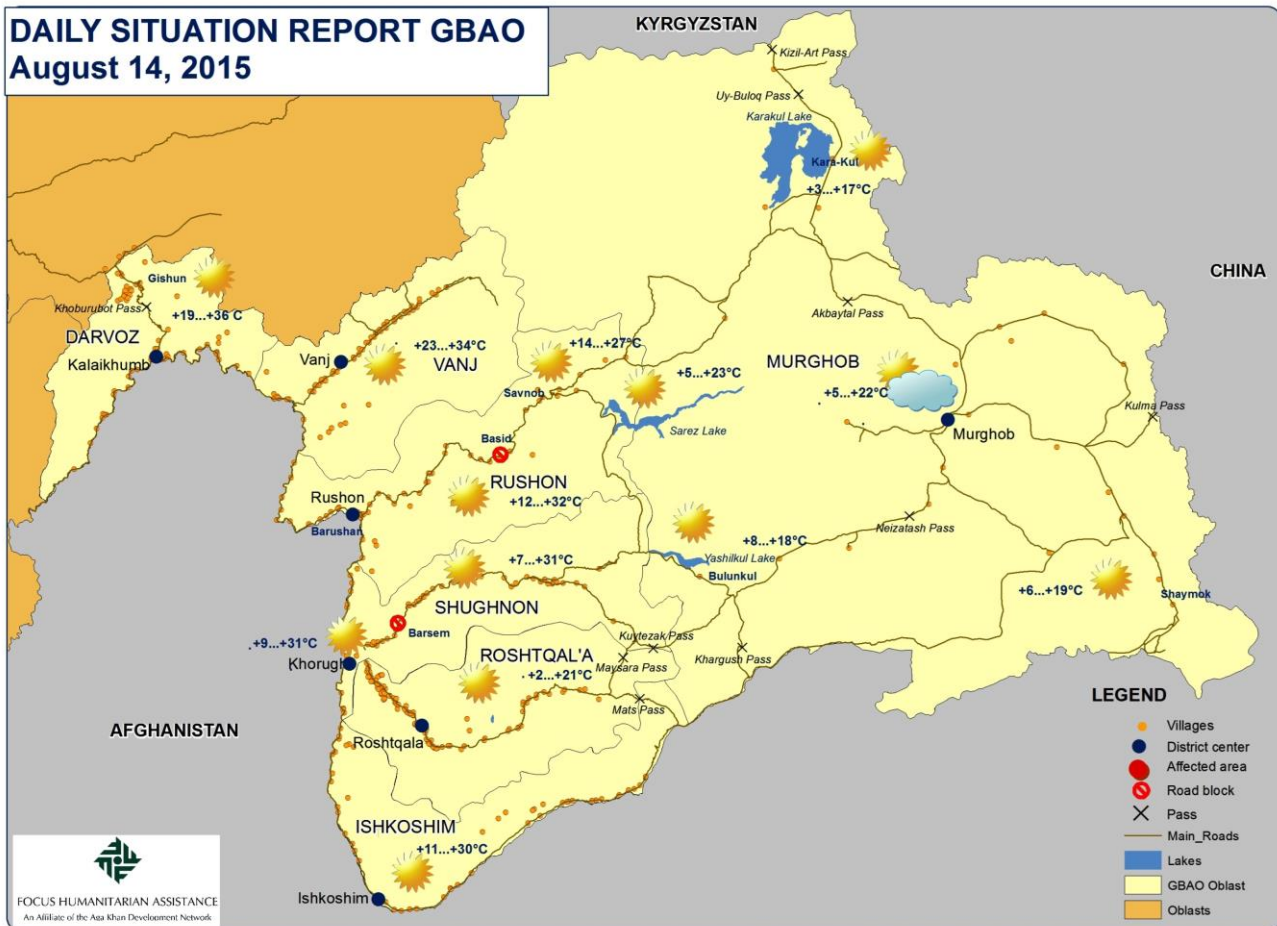 DAILY SITUATION REPORT GBAO
August 14, 2015
KYRGYZSTAN
Kizil-Art Pass
Uy-Buloq Pass
Karakul Lake
Kara-Kul
+3...+17°C
CHINA
Gishun
Khoburubot Pass
+19...+36 C
DARVOZ
Kalaikhumb
Vanj
+23...+34°C
VANJ
+14...+27°C
Savnob
+5...+23°C
Sarez Lake
Akbaytal Pass
MURGHOB
+5...+22°C
Murghob
Kulma Pass
Basid
RUSHON
+12...+32°C
Rushon
Barushan
Neizatash Pass
+8...+18°C
Yashilkul Lake
Bulunkul
+7...+31°C
SHUGHNON
Barsem
+6...+19°C
Shaymok
+9...+31°C
Khorugh
Kuytezak Pass
Maysara Pass
Khargush Pass
ROSHTQAL'A
+2...+21°C
Mats Pass
Roshtqala
AFGHANISTAN
ISHKOSHIM
+11...+30°C
Ishkoshim
LEGEND
Villages
District center
Affected area
Road block
Pass
Main_Roads
Lakes
GBAO Oblast
Oblasts
FOCUS HUMANITARIAN ASSISTANCE
An Affiliate of the Aga Khan Development Network